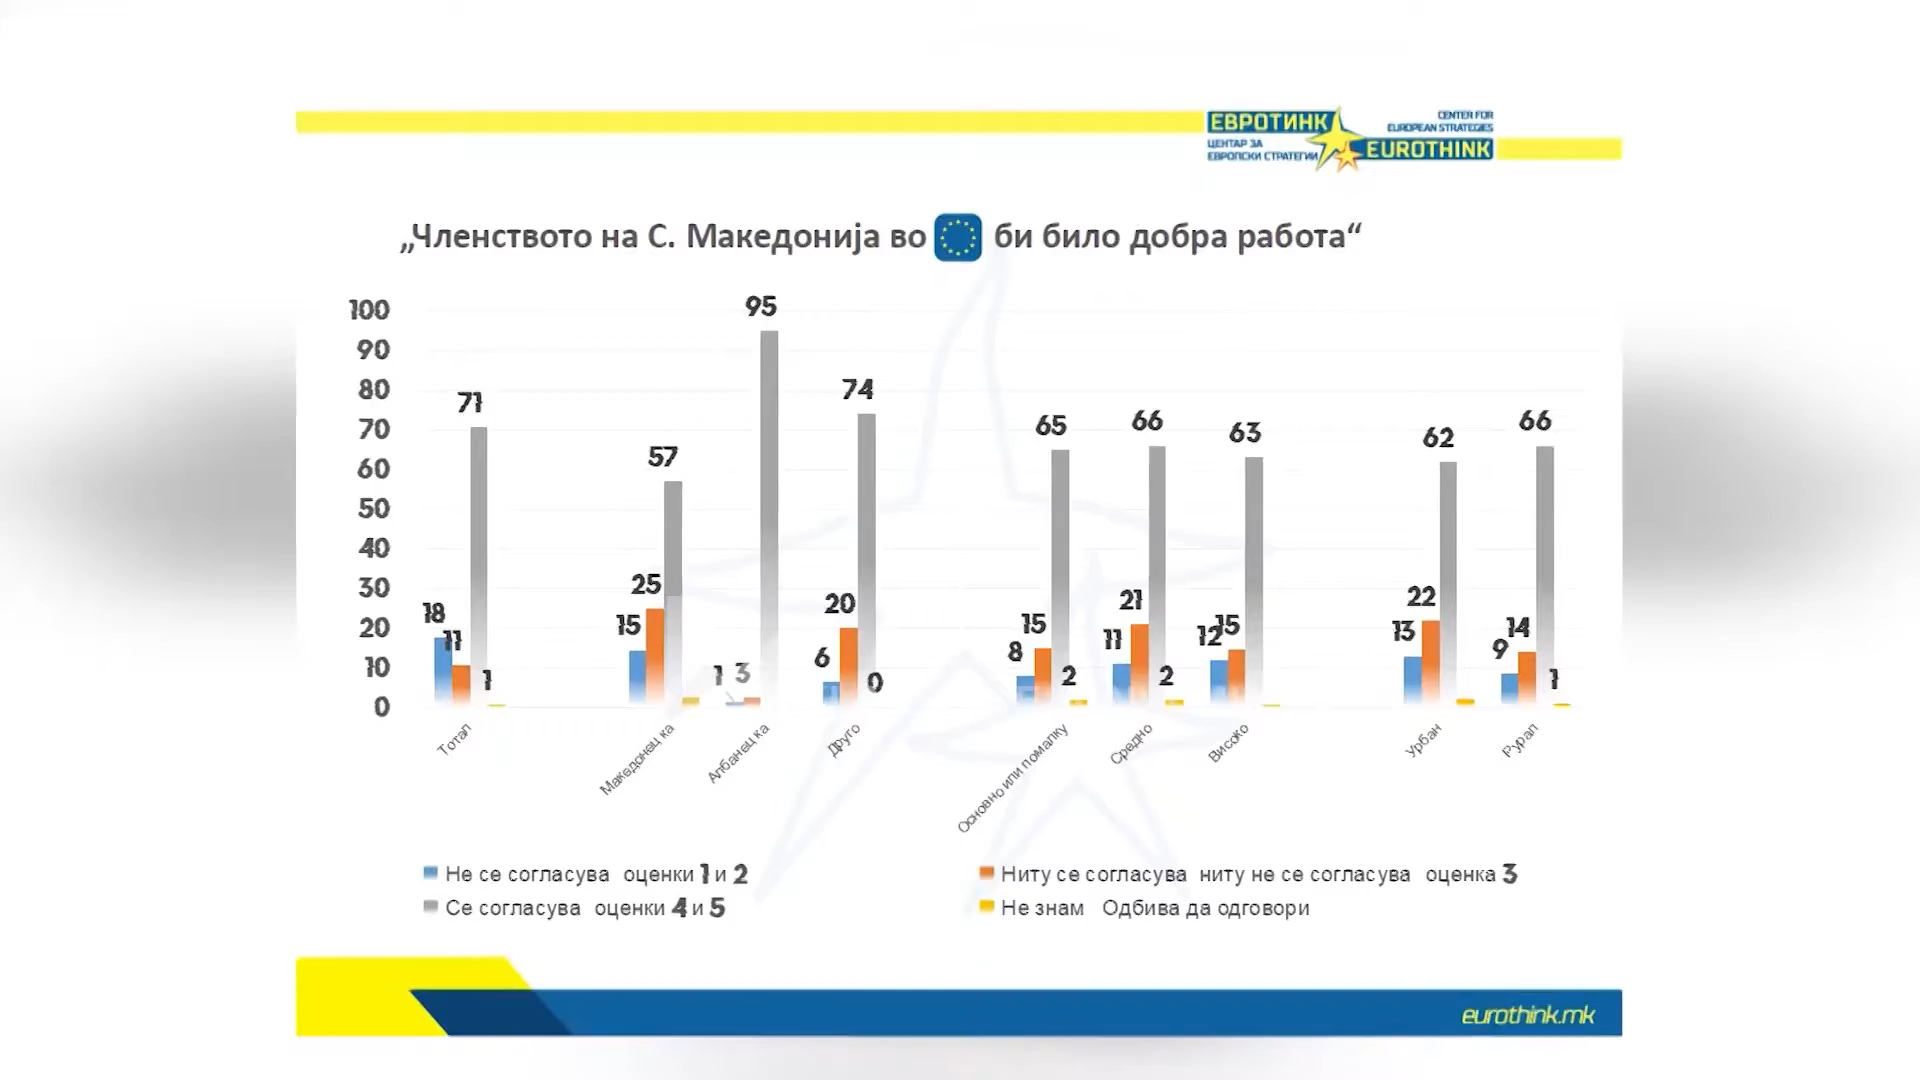 ЕВРОТИНК
ЦЕНТАР ЗА
ЕВРОПСКИ СТРАТЕГИИ
CENTER FOR
EUROPEAN STRATEGIES
EUROTHINK
„Членството на С. Македонија во би било добра работа“
100
90
80
70
60
50
40
30
20
10
0
18 11 71 1
15 25 57
1 3 95
6 20 74 0
8 15 65 2
11 21 66 2
12 15 63
13 22 62
9 14 66 1
Тотал
Македонец ка
Албанец ка
Друго
Основно или помалку
Средно
Високо
Урбан
Рурал
Не се согласува оценки 1 и 2
Ниту се согласува ниту не се согласува оценка 3
Се согласува оценки 4 и 5
Не знам Одбива да одговори
eurothink.mk